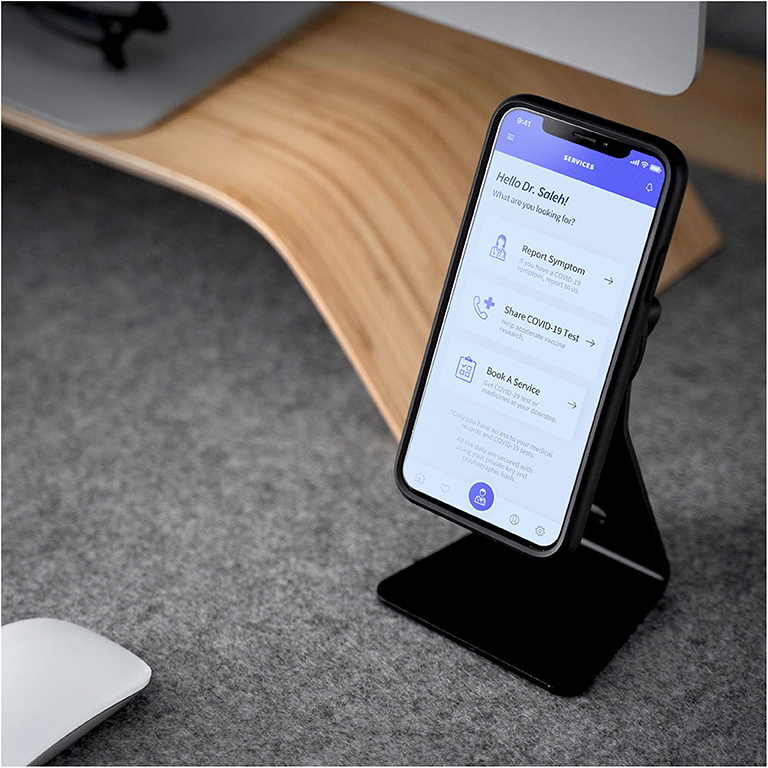 9:41
SERVICES
Hello Dr. Saleh!
What are you looking for?
Report Symptom
If you have a COVID-19
symptom, report to us.
Share COVID-19 Test
Help accelerate vaccine
research.
Book A Service
Get COVID-19 test or
medicines at your doorstep.
*Only you have access to your medical
records and COVID-19 tests.
All the data are secured with
using your private key and
cryptographic hash.